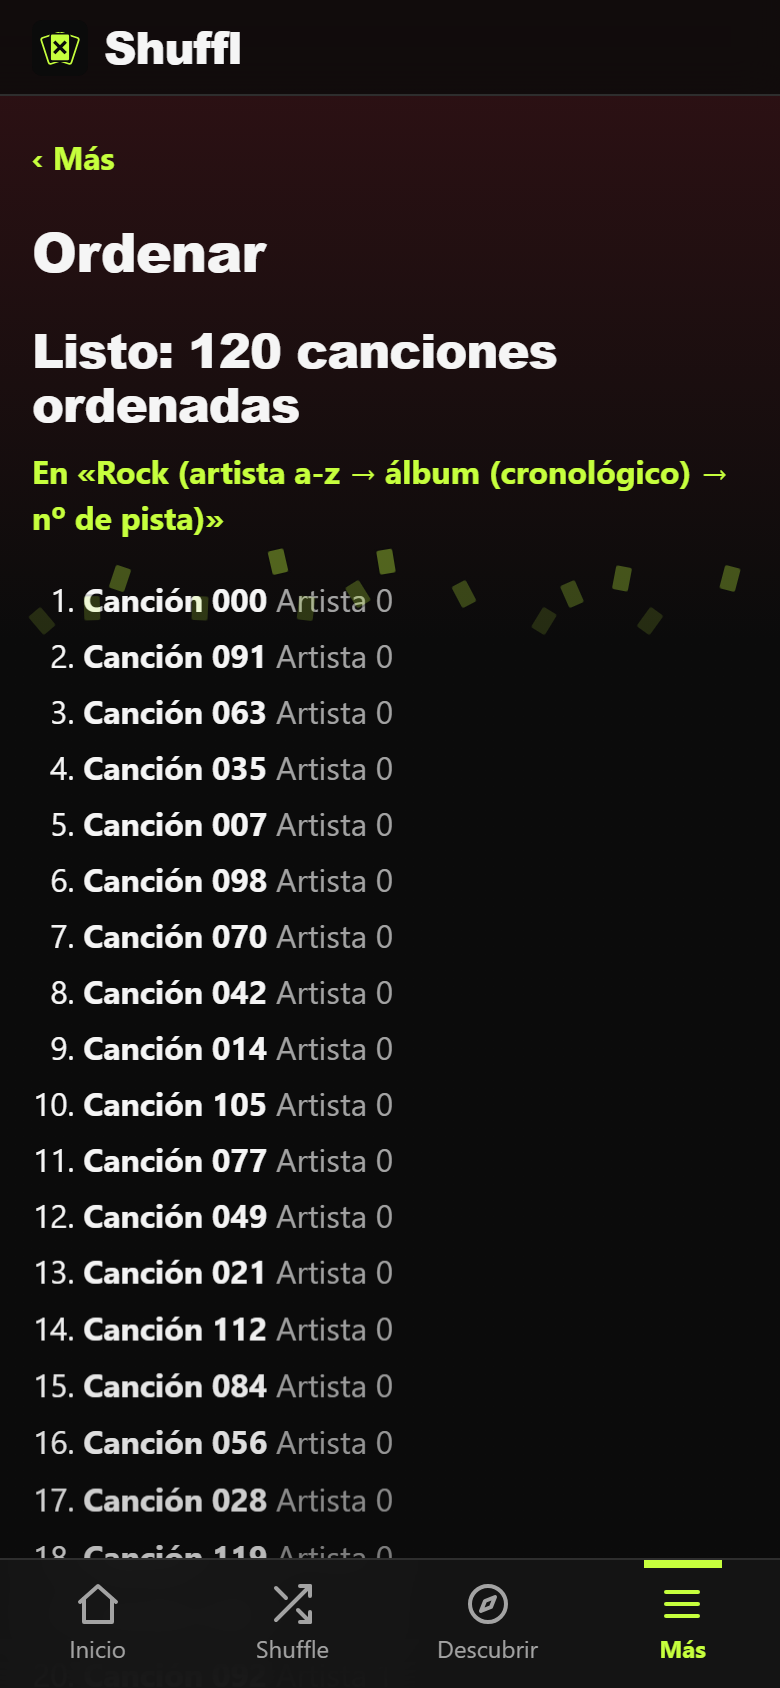 Shuffl
‹ Más
Ordenar
Listo: 120 canciones
ordenadas
En «Rock (artista a-z → álbum (cronológico) →
nº de pista)»
1. Canción 000 Artista 0
2. Canción 091 Artista 0
3. Canción 063 Artista 0
4. Canción 035 Artista 0
5. Canción 007 Artista 0
6. Canción 098 Artista 0
7. Canción 070 Artista 0
8. Canción 042 Artista 0
9. Canción 014 Artista 0
10. Canción 105 Artista 0
11. Canción 077 Artista 0
12. Canción 049 Artista 0
13. Canción 021 Artista 0
14. Canción 112 Artista 0
15. Canción 084 Artista 0
16. Canción 056 Artista 0
17. Canción 028 Artista 0
18. Canción 119 Artista 0
Inicio
Shuffle
Descubrir
Más